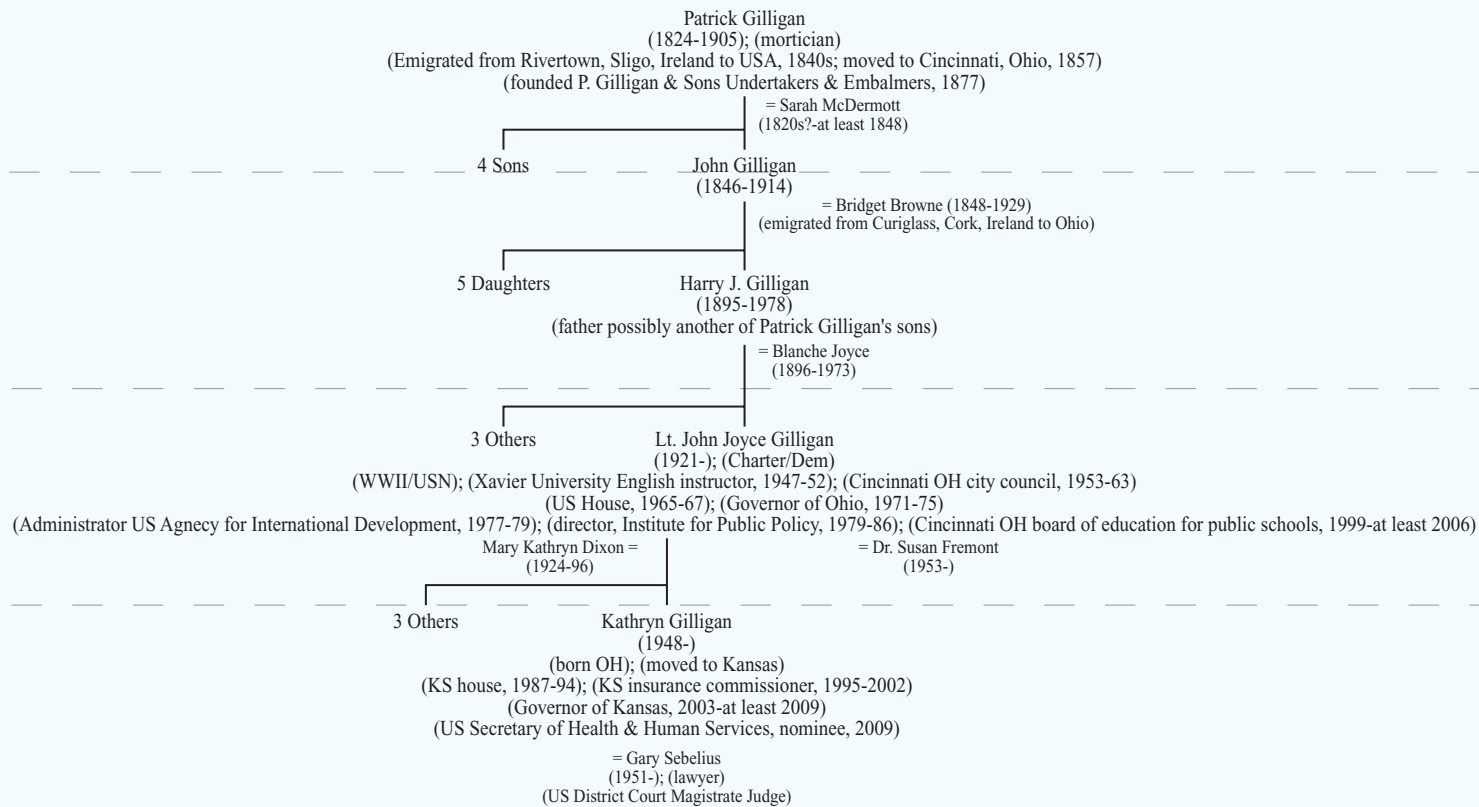 Patrick Gilligan
(1824-1905); (mortician)
(Emigrated from Rivertown, Sligo, Ireland to USA, 1840s; moved to Cincinnati, Ohio, 1857)
(founded P. Gilligan & Sons Undertakers & Embalmers, 1877)
= Sarah McDermott
(1820s?-at least 1848)
4 Sons
John Gilligan
(1846-1914)
= Bridget Browne (1848-1929)
(emigrated from Curiglass, Cork, Ireland to Ohio)
5 Daughters
Harry J. Gilligan
(1895-1978)
(father possibly another of Patrick Gilligan's sons)
= Blanche Joyce
(1896-1973)
3 Others
Lt. John Joyce Gilligan
(1921-); (Charter/Dem)
(WWII/USN); (Xavier University English instructor, 1947-52); (Cincinnati OH city council, 1953-63)
(US House, 1965-67); (Governor of Ohio, 1971-75)
(Administrator US Agnecy for International Development, 1977-79); (director, Institute for Public Policy, 1979-86); (Cincinnati OH board of education for public schools, 1999-at least 2006)
Mary Kathryn Dixon =
(1924-96)
= Dr. Susan Fremont
(1953-)
3 Others
Kathryn Gilligan
(1948-)
(born OH); (moved to Kansas)
(KS house, 1987-94); (KS insurance commissioner, 1995-2002)
(Governor of Kansas, 2003-at least 2009)
(US Secretary of Health & Human Services, nominee, 2009)
= Gary Sebelius
(1951-); (lawyer)
(US District Court Magistrate Judge)